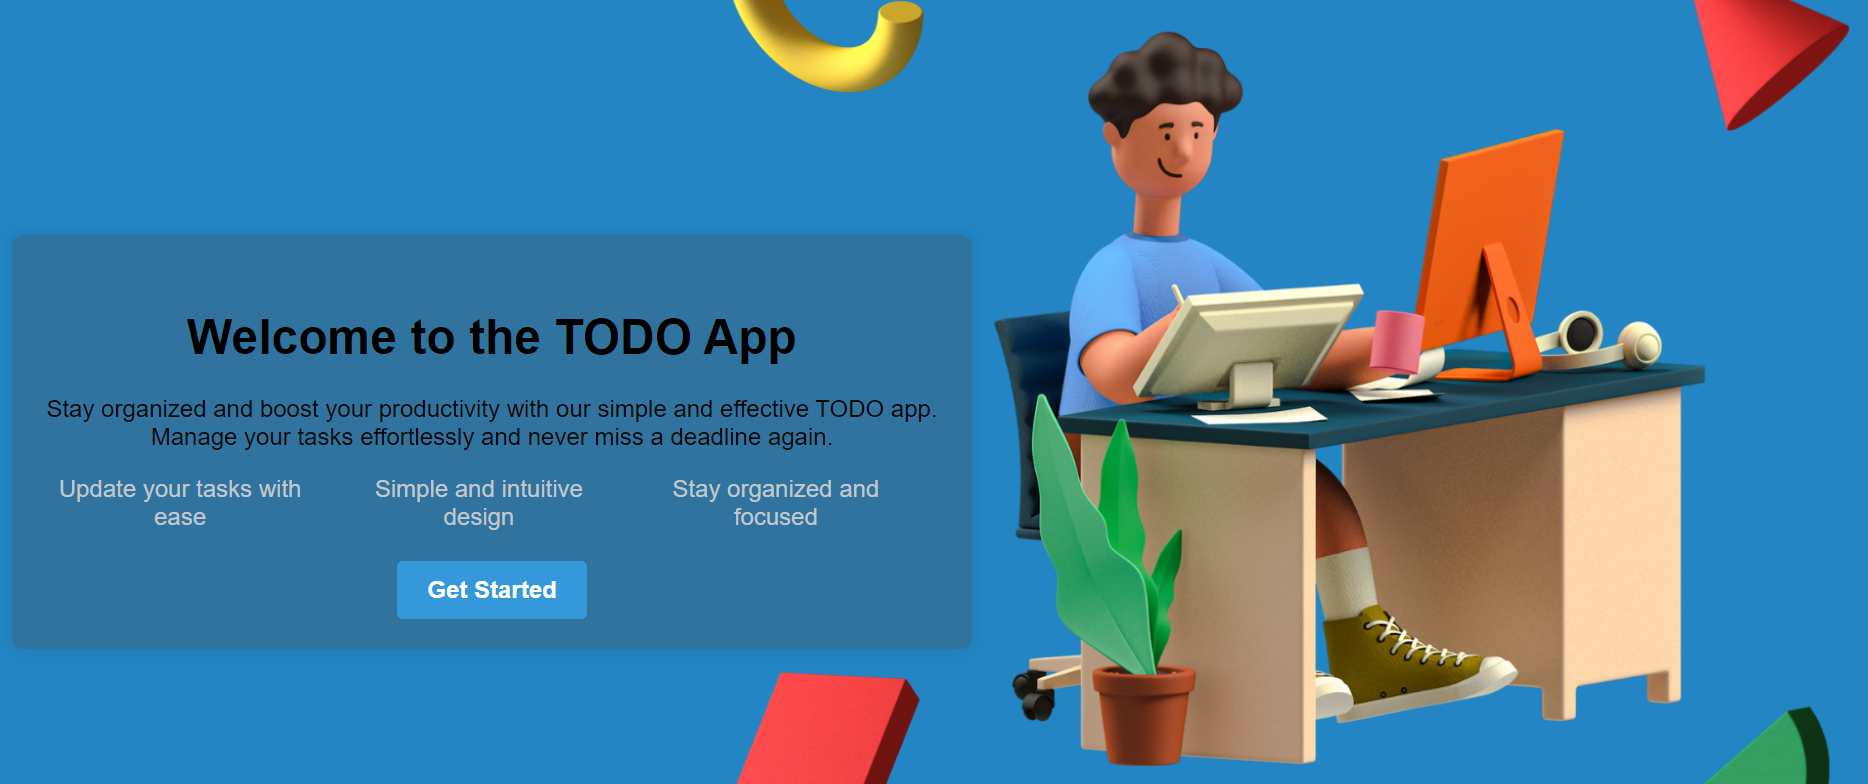 Welcome to the TODO App
Stay organized and boost your productivity with our simple and effective TODO app.
Manage your tasks effortlessly and never miss a deadline again.
Update your tasks with
ease
Simple and intuitive
design
Stay organized and
focused
Get Started